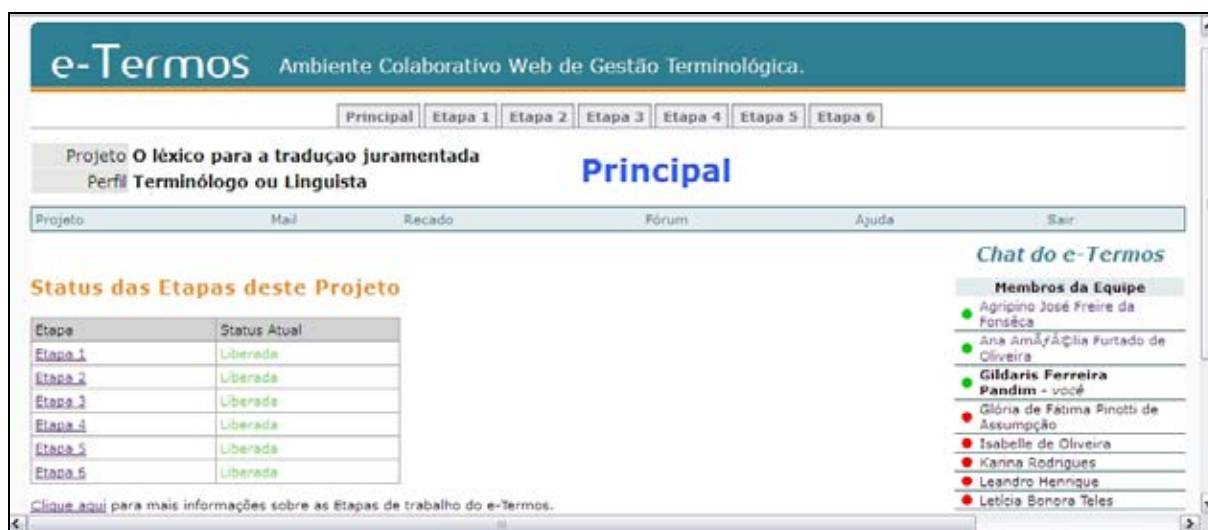 e-Termos Ambiente Colaborativo Web de Gestão Terminológica.
Principal Etapa 1 Etapa 2 Etapa 3 Etapa 4 Etapa 5 Etapa 6
Projeto O léxico para a traduçao juramentada
Perfil Terminólogo ou Linguista
Principal
Projeto Mail Recado Fórum Ajuda Sair
Chat do e-Termos
Status das Etapas deste Projeto
Etapa Status Atual
Etapa 1 Liberada
Etapa 2 Liberada
Etapa 3 Liberada
Etapa 4 Liberada
Etapa 5 Liberada
Etapa 6 Liberada
Clique aqui para mais informações sobre as Etapas de trabalho do e-Termos.
Membros da Equipe
Agripino José Freire da
Fonsêca
Ana AmÃƒÂ©lia Furtado de
Oliveira
Gildaris Ferreira
Pandim - você
Glória de Fátima Pinotti de
Assumpção
Isabelle de Oliveira
Karina Rodrigues
Leandro Henrique
Letícia Bonora Teles